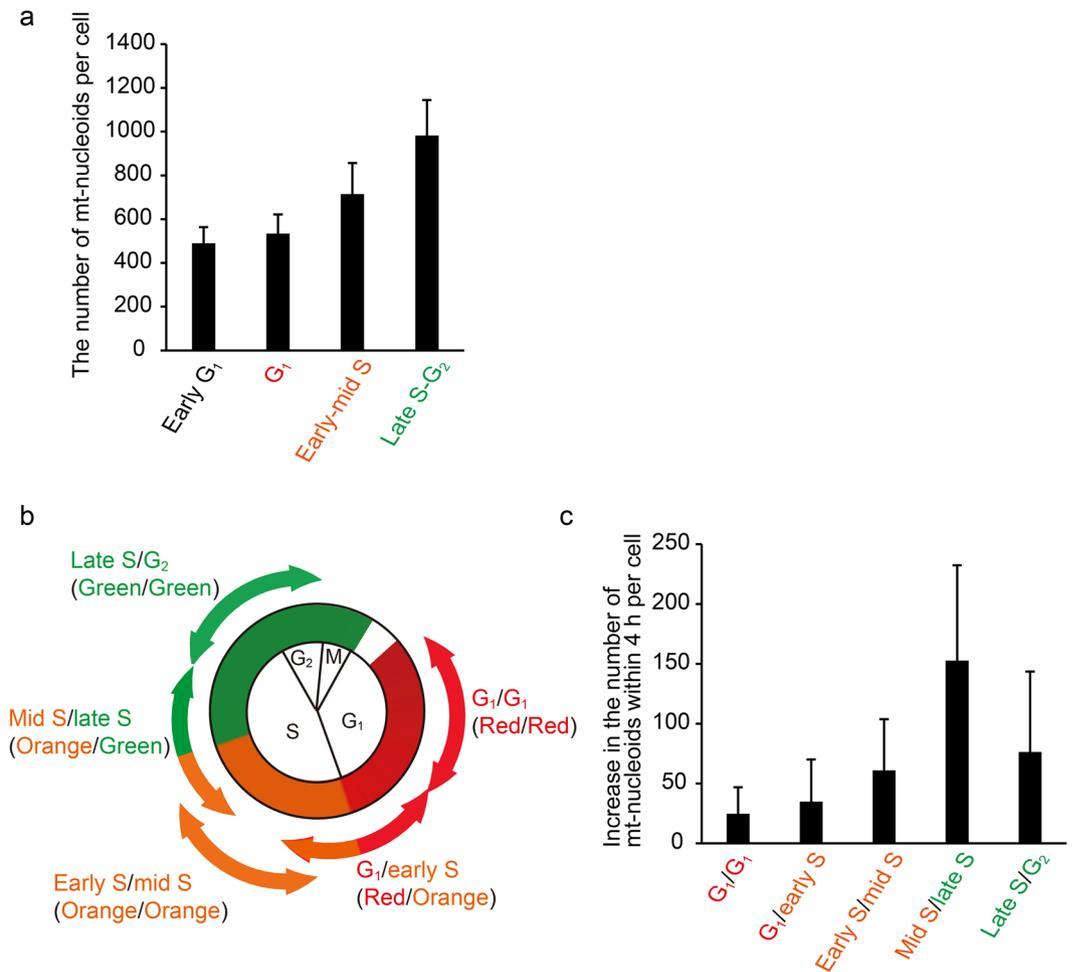 a
The number of mt-nucleoids per cell
1400
1200
1000
800
600
400
200
0
Early G₁
G₁
Early-mid S
Late S-G₂
b
Late S/G₂
(Green/Green)
Mid S/late S
(Orange/Green)
Early S/mid S
(Orange/Orange)
G₁/early S
(Red/Orange)
G₁/G₁
(Red/Red)
G₂
M
S
G₁
c
Increase in the number of
mt-nucleoids within 4 h per cell
250
200
150
100
50
0
G₁/G₁
G₁/early S
Early S/mid S
Mid S/late S
Late S/G₂